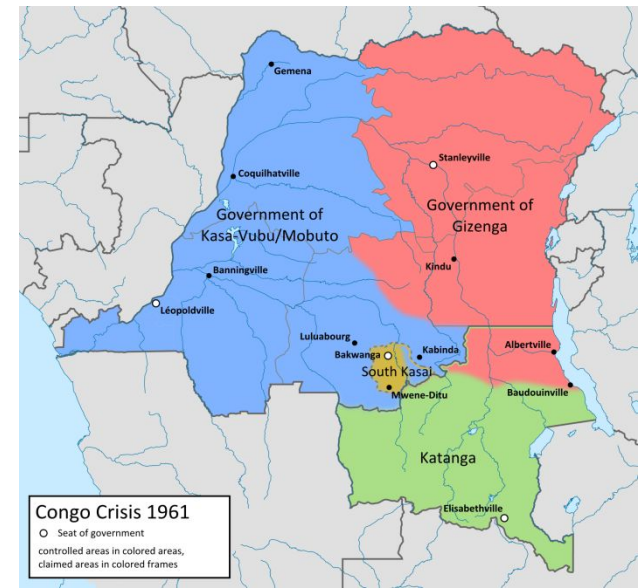 Gemena
Stanleyville
Coquilhatville
Government of
Kasa-Vubu/Mobuto
Government of
Gizenga
Kindu
Banningville
Léopoldville
Luluabourg
Bakwanga
Kabinda
Albertville
South Kasai
Mwene-Ditu
Baudouinville
Katanga
Elisabethville
Congo Crisis 1961
Seat of government
controlled areas in colored areas,
claimed areas in colored frames